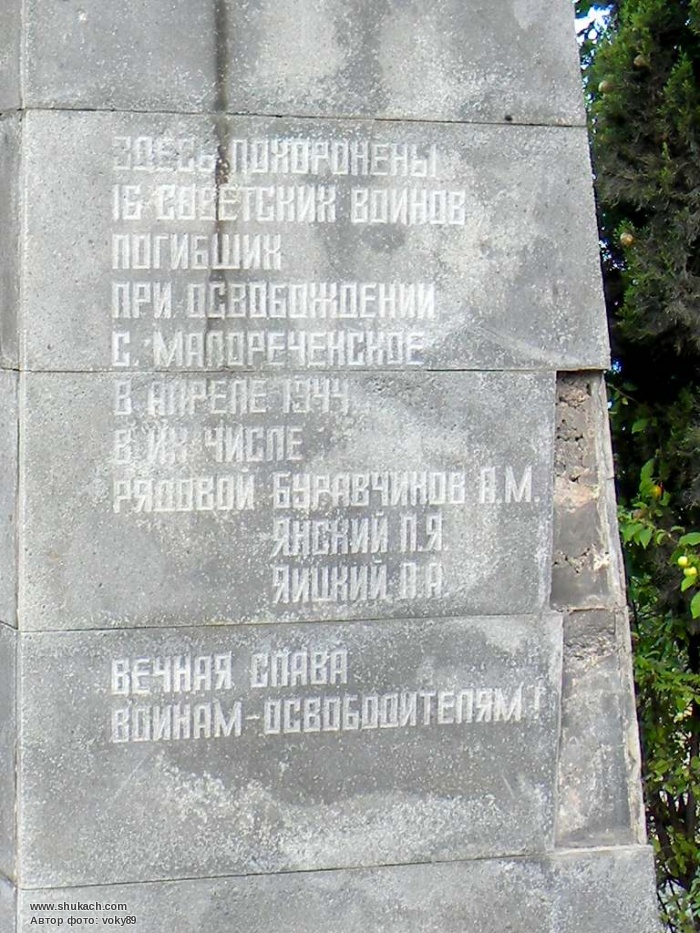 ЗДЕСЬ ПОХОРОНЕНЫ
16 СОВЕТСКИХ ВОИНОВ
ПОГИБШИХ
ПРИ ОСВОБОЖДЕНИИ
С. МАЛОРЕЧЕНСКОЕ
В АПРЕЛЕ 1944
В ИХ ЧИСЛЕ
РЯДОВОЙ БУРАВЧИКОВ А.М.
ЯНСКИЙ П.Я.
ЯИЦКИЙ
ВЕЧНАЯ СЛАВА
ВОИНАМ-ОСВОБОДИТЕЛЯМ!
www.shukach.com
Автор фото: voky89